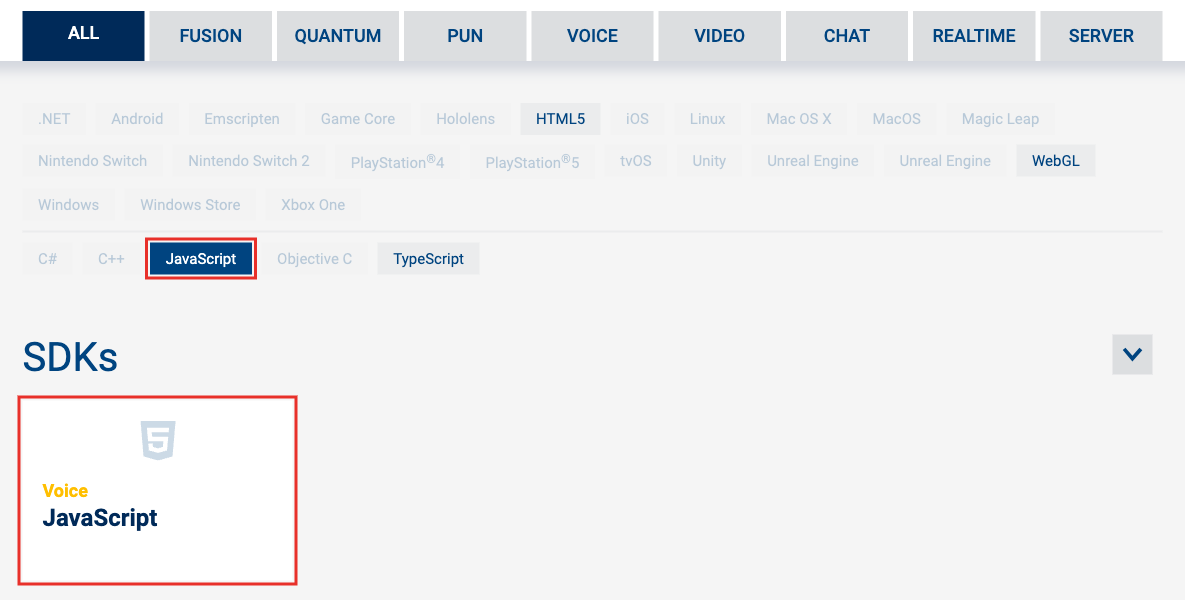 ALL FUSION QUANTUM PUN VOICE VIDEO CHAT REALTIME SERVER
.NET Android Emscripten Game Core Hololens HTML5 iOS Linux Mac OS X MacOS Magic Leap
Nintendo Switch Nintendo Switch 2 PlayStation®4 PlayStation®5 tvOS Unity Unreal Engine Unreal Engine WebGL
Windows Windows Store Xbox One
C# C++ JavaScript Objective C TypeScript
SDKs
5
Voice
JavaScript